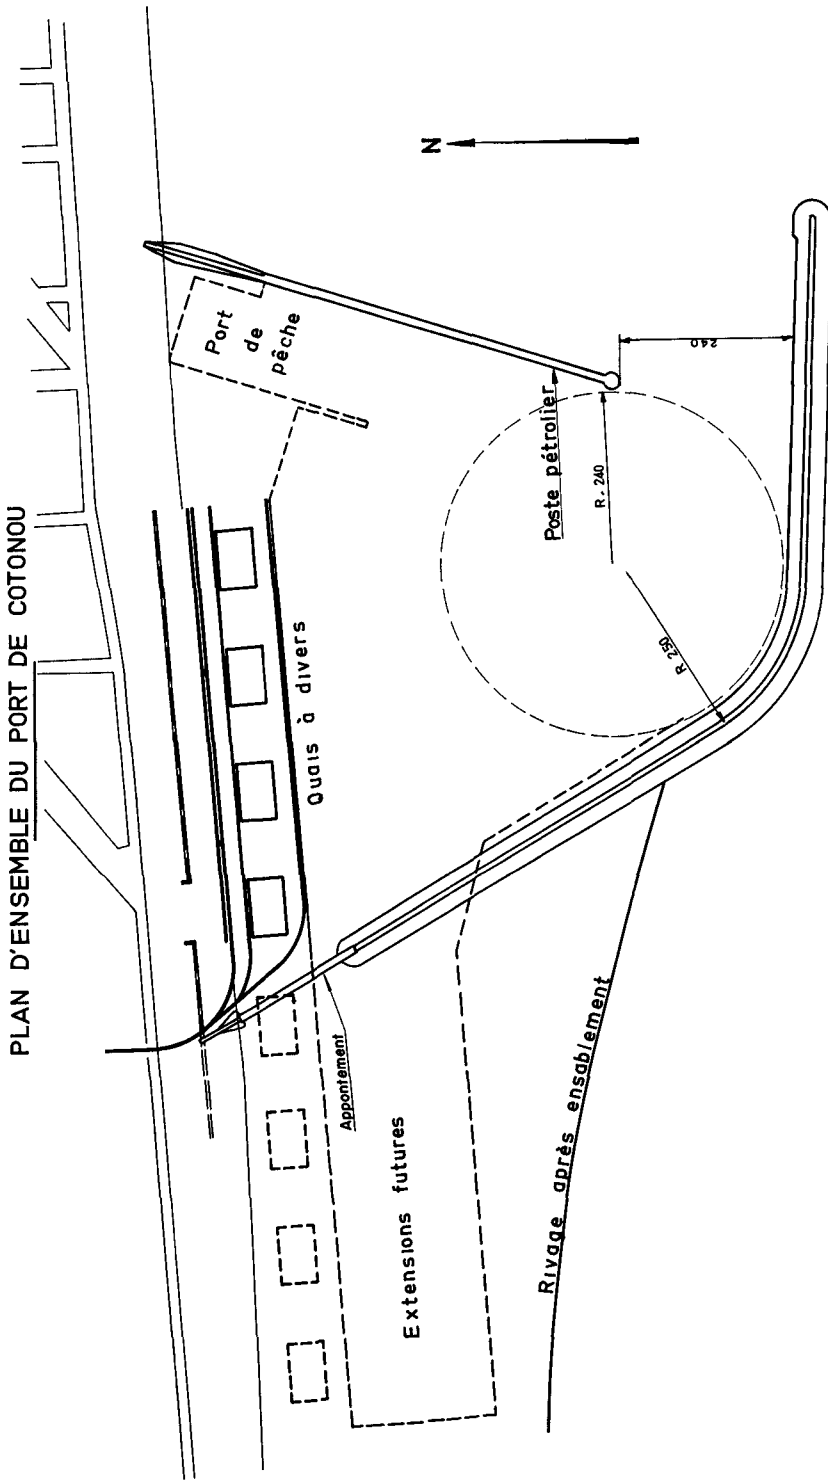 PLAN D'ENSEMBLE DU PORT DE COTONOU
N
Port
de
pêche
Poste pétrolier
R. 240
240
R 250
Quais à divers
Appontement
Extensions futures
Rivage après ensablement